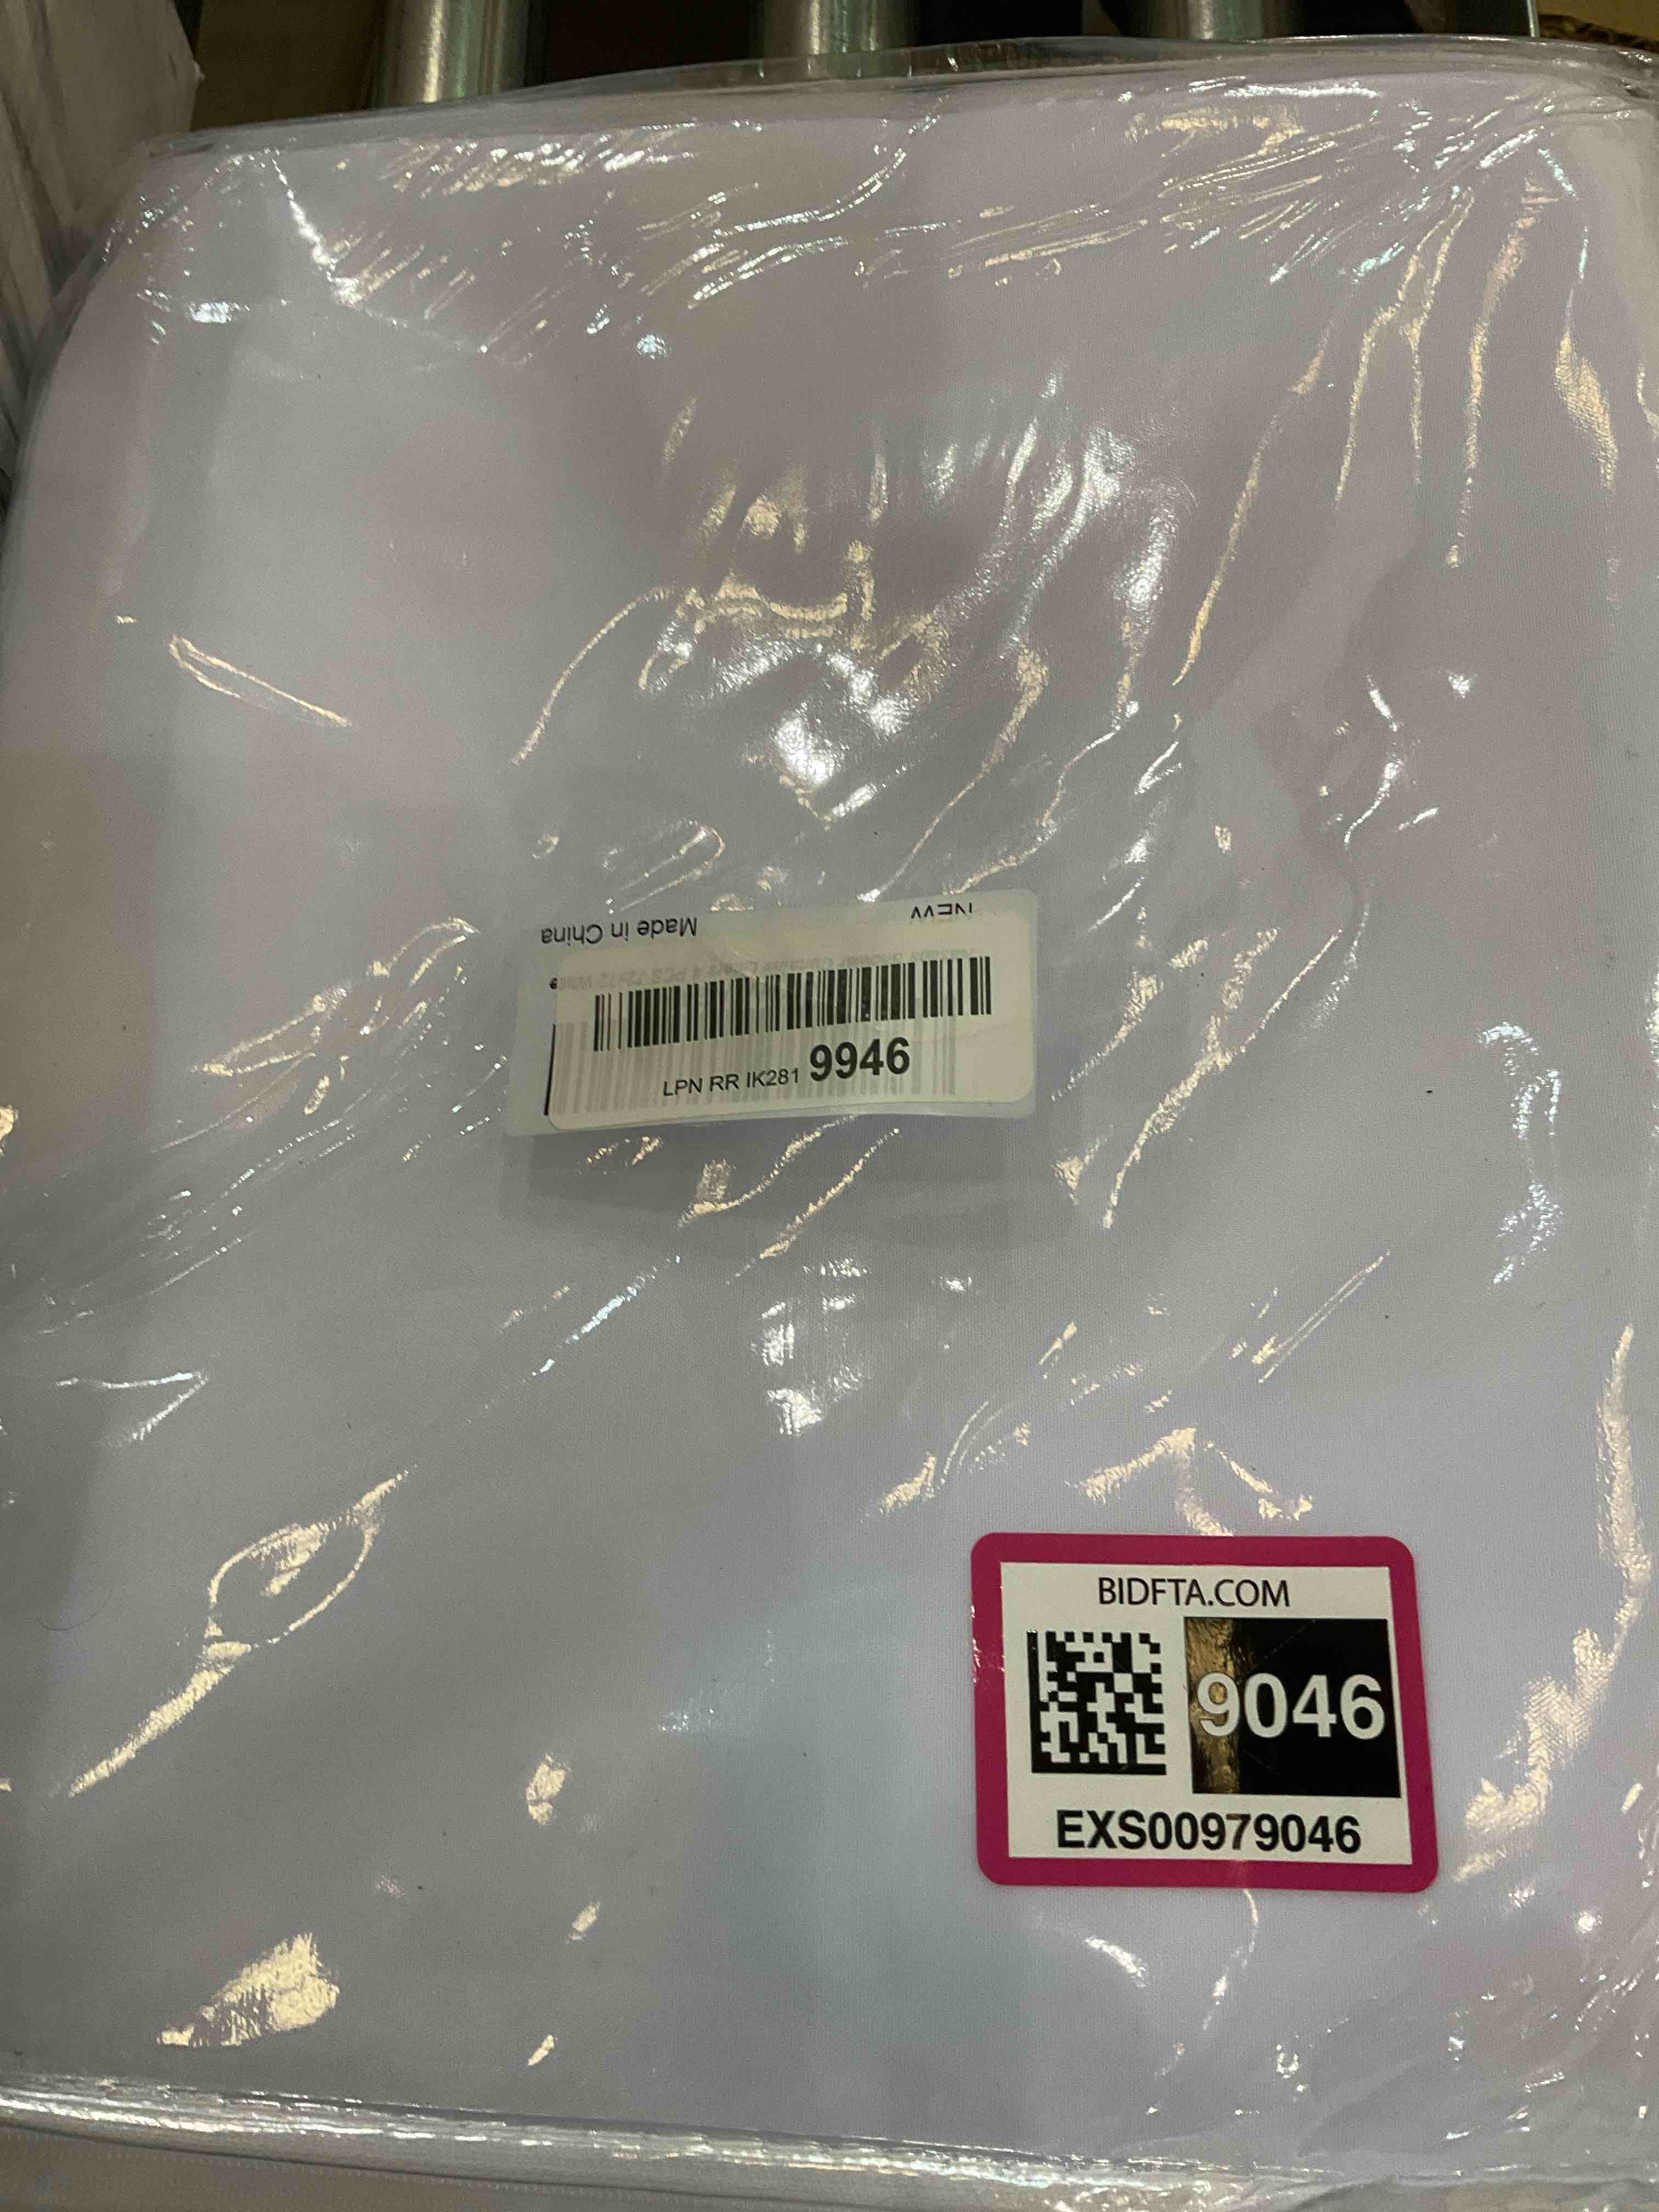 NEW
Made in China
LPN RR IK281 9946
BIDFTA.COM
9046
EXS00979046